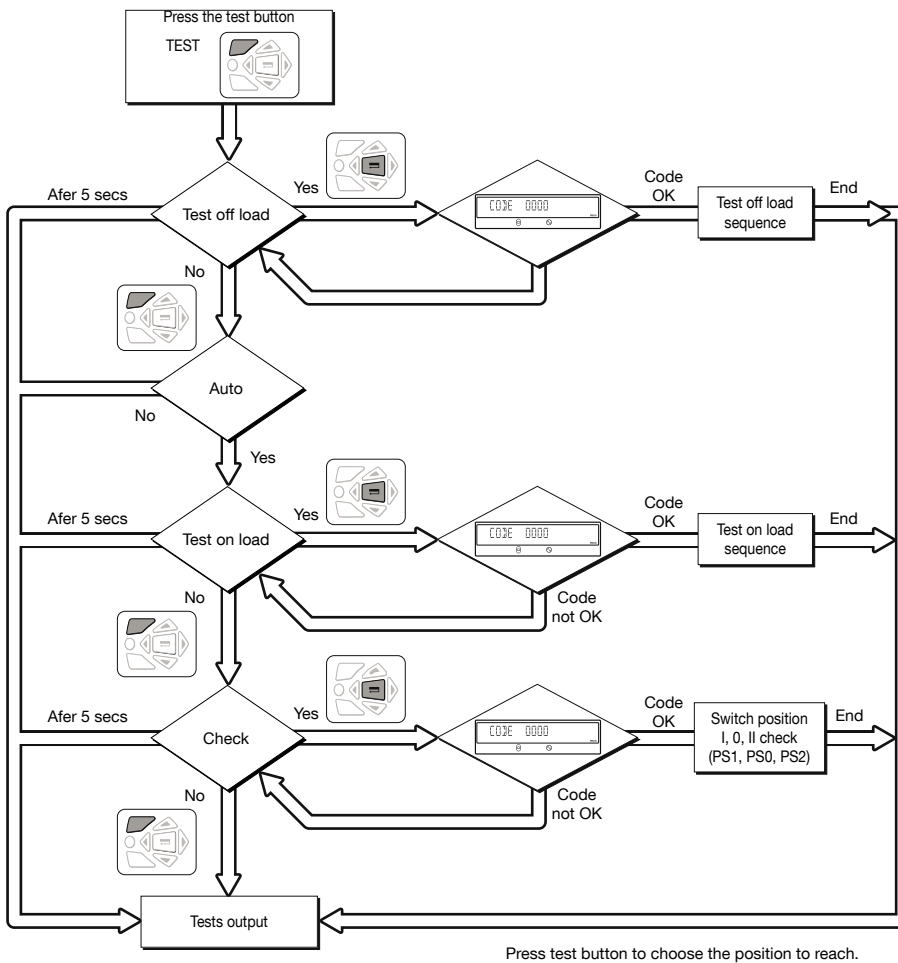 Press the test button
TEST
Afer 5 secs
Test off load
Yes
CODE 0000
Code
OK
Test off load
sequence
End
No
Auto
No
Yes
Afer 5 secs
Test on load
Yes
CODE 0000
Code
OK
Test on load
sequence
End
No
Code
not OK
Afer 5 secs
Check
Yes
CODE 0000
Code
OK
Switch position
I, 0, II check
(PS1, PS0, PS2)
End
No
Code
not OK
Tests output
Press test button to choose the position to reach.